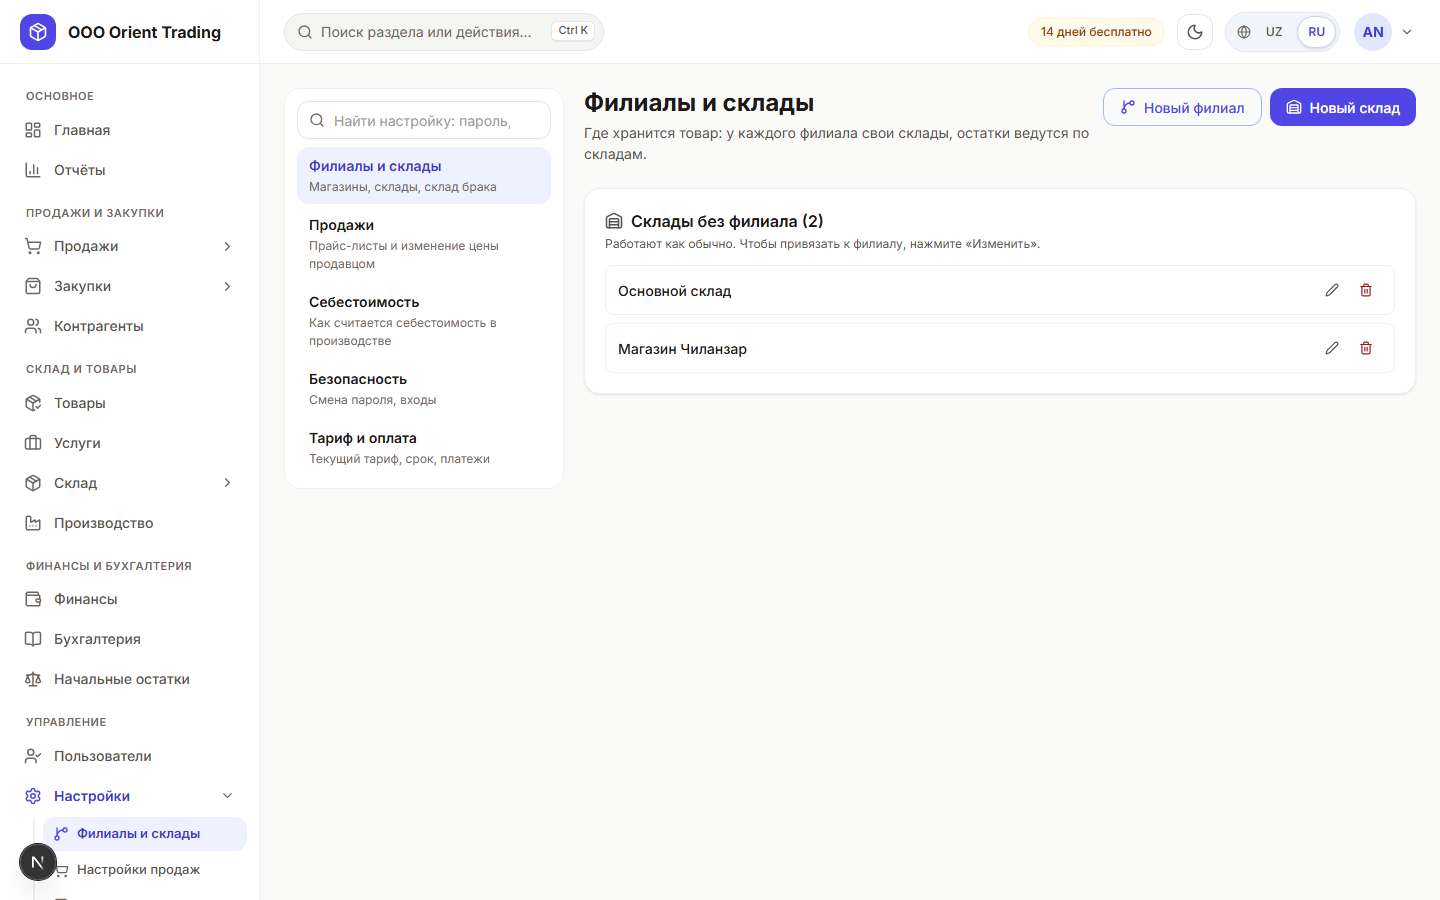 OOO Orient Trading
Поиск раздела или действия...
Ctrl K
14 дней бесплатно
UZ
RU
AN
ОСНОВНОЕ
Главная
Отчёты
ПРОДАЖИ И ЗАКУПКИ
Продажи
Закупки
Контрагенты
СКЛАД И ТОВАРЫ
Товары
Услуги
Склад
Производство
ФИНАНСЫ И БУХГАЛТЕРИЯ
Финансы
Бухгалтерия
Начальные остатки
УПРАВЛЕНИЕ
Пользователи
Настройки
Филиалы и склады
Настройки продаж
N
Найти настройку: пароль,
Филиалы и склады
Магазины, склады, склад брака
Продажи
Прайс-листы и изменение цены
продавцом
Себестоимость
Как считается себестоимость в
производстве
Безопасность
Смена пароля, входы
Тариф и оплата
Текущий тариф, срок, платежи
Филиалы и склады
Где хранится товар: у каждого филиала свои склады, остатки ведутся по
складам.
Новый филиал
Новый склад
Склады без филиала (2)
Работают как обычно. Чтобы привязать к филиалу, нажмите «Изменить».
Основной склад
Магазин Чиланзар